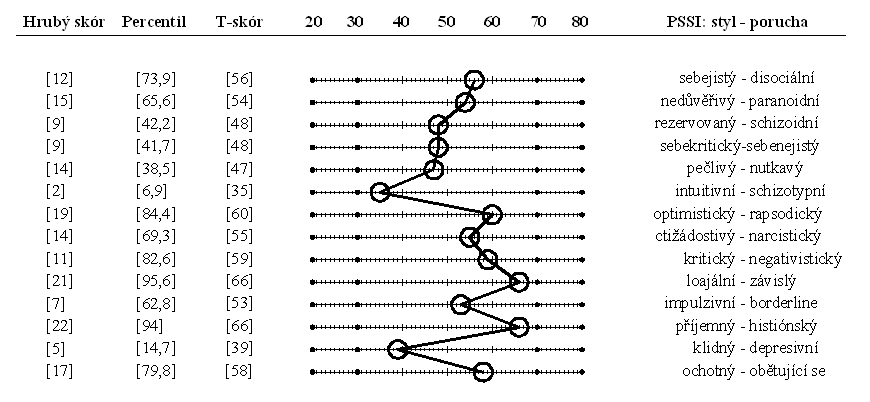 Hrubý skór Percentil T-skór 20 30 40 50 60 70 80 PSSI: styl - porucha
[12] [73,9] [56] sebejistý - disociální
[15] [65,6] [54] nedůvěřivý - paranoidní
[9] [42,2] [48] rezervovaný - schizoidní
[9] [41,7] [48] sebekritický-sebenejistý
[14] [38,5] [47] pečlivý - nutkavý
[2] [6,9] [35] intuitivní - schizotypní
[19] [84,4] [60] optimistický - rapsodický
[14] [69,3] [55] ctižádostivý - narcistický
[11] [82,6] [59] kritický - negativistický
[21] [95,6] [66] loajální - závislý
[7] [62,8] [53] impulzivní - borderline
[22] [94] [66] příjemný - histiónský
[5] [14,7] [39] klidný - depresivní
[17] [79,8] [58] ochotný - obětující se